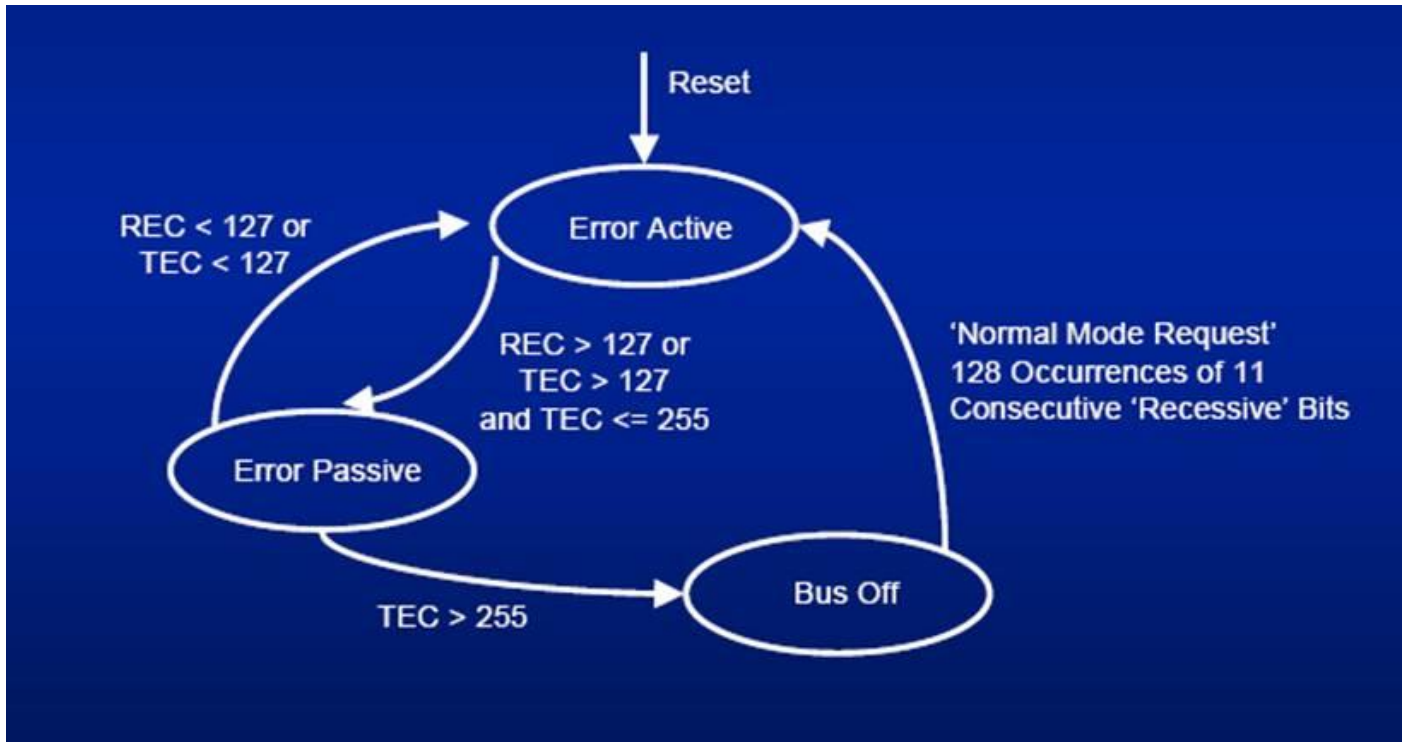 Reset
Error Active
REC < 127 or
TEC < 127
REC > 127 or
TEC > 127
and TEC <= 255
'Normal Mode Request'
128 Occurrences of 11
Consecutive 'Recessive' Bits
Error Passive
Bus Off
TEC > 255